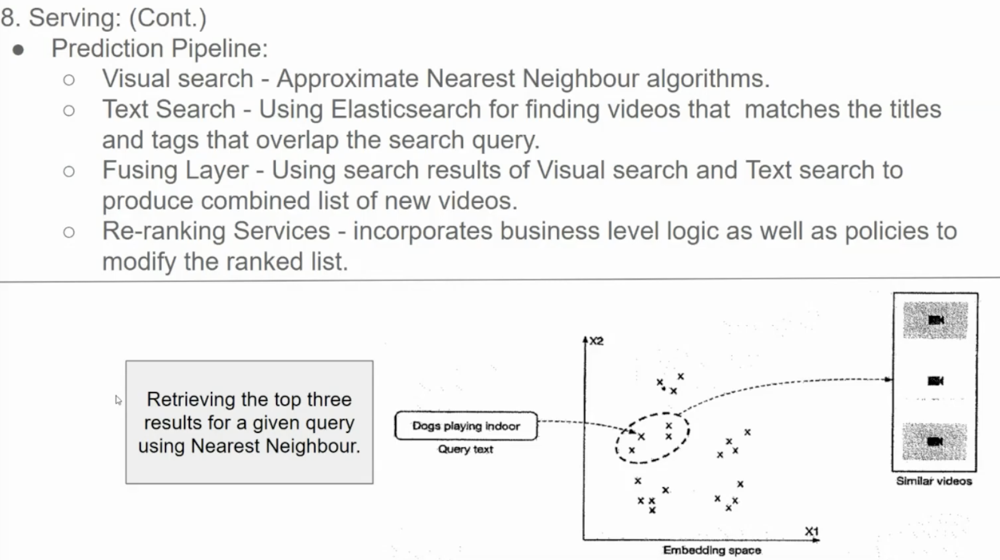 8. Serving: (Cont.)
● Prediction Pipeline:
○ Visual search - Approximate Nearest Neighbour algorithms.
○ Text Search - Using Elasticsearch for finding videos that matches the titles
and tags that overlap the search query.
○ Fusing Layer - Using search results of Visual search and Text search to
produce combined list of new videos.
○ Re-ranking Services - incorporates business level logic as well as policies to
modify the ranked list.
Retrieving the top three
results for a given query
using Nearest Neighbour.
Dogs playing indoor
Query text
X2
X1
Embedding space
Similar videos